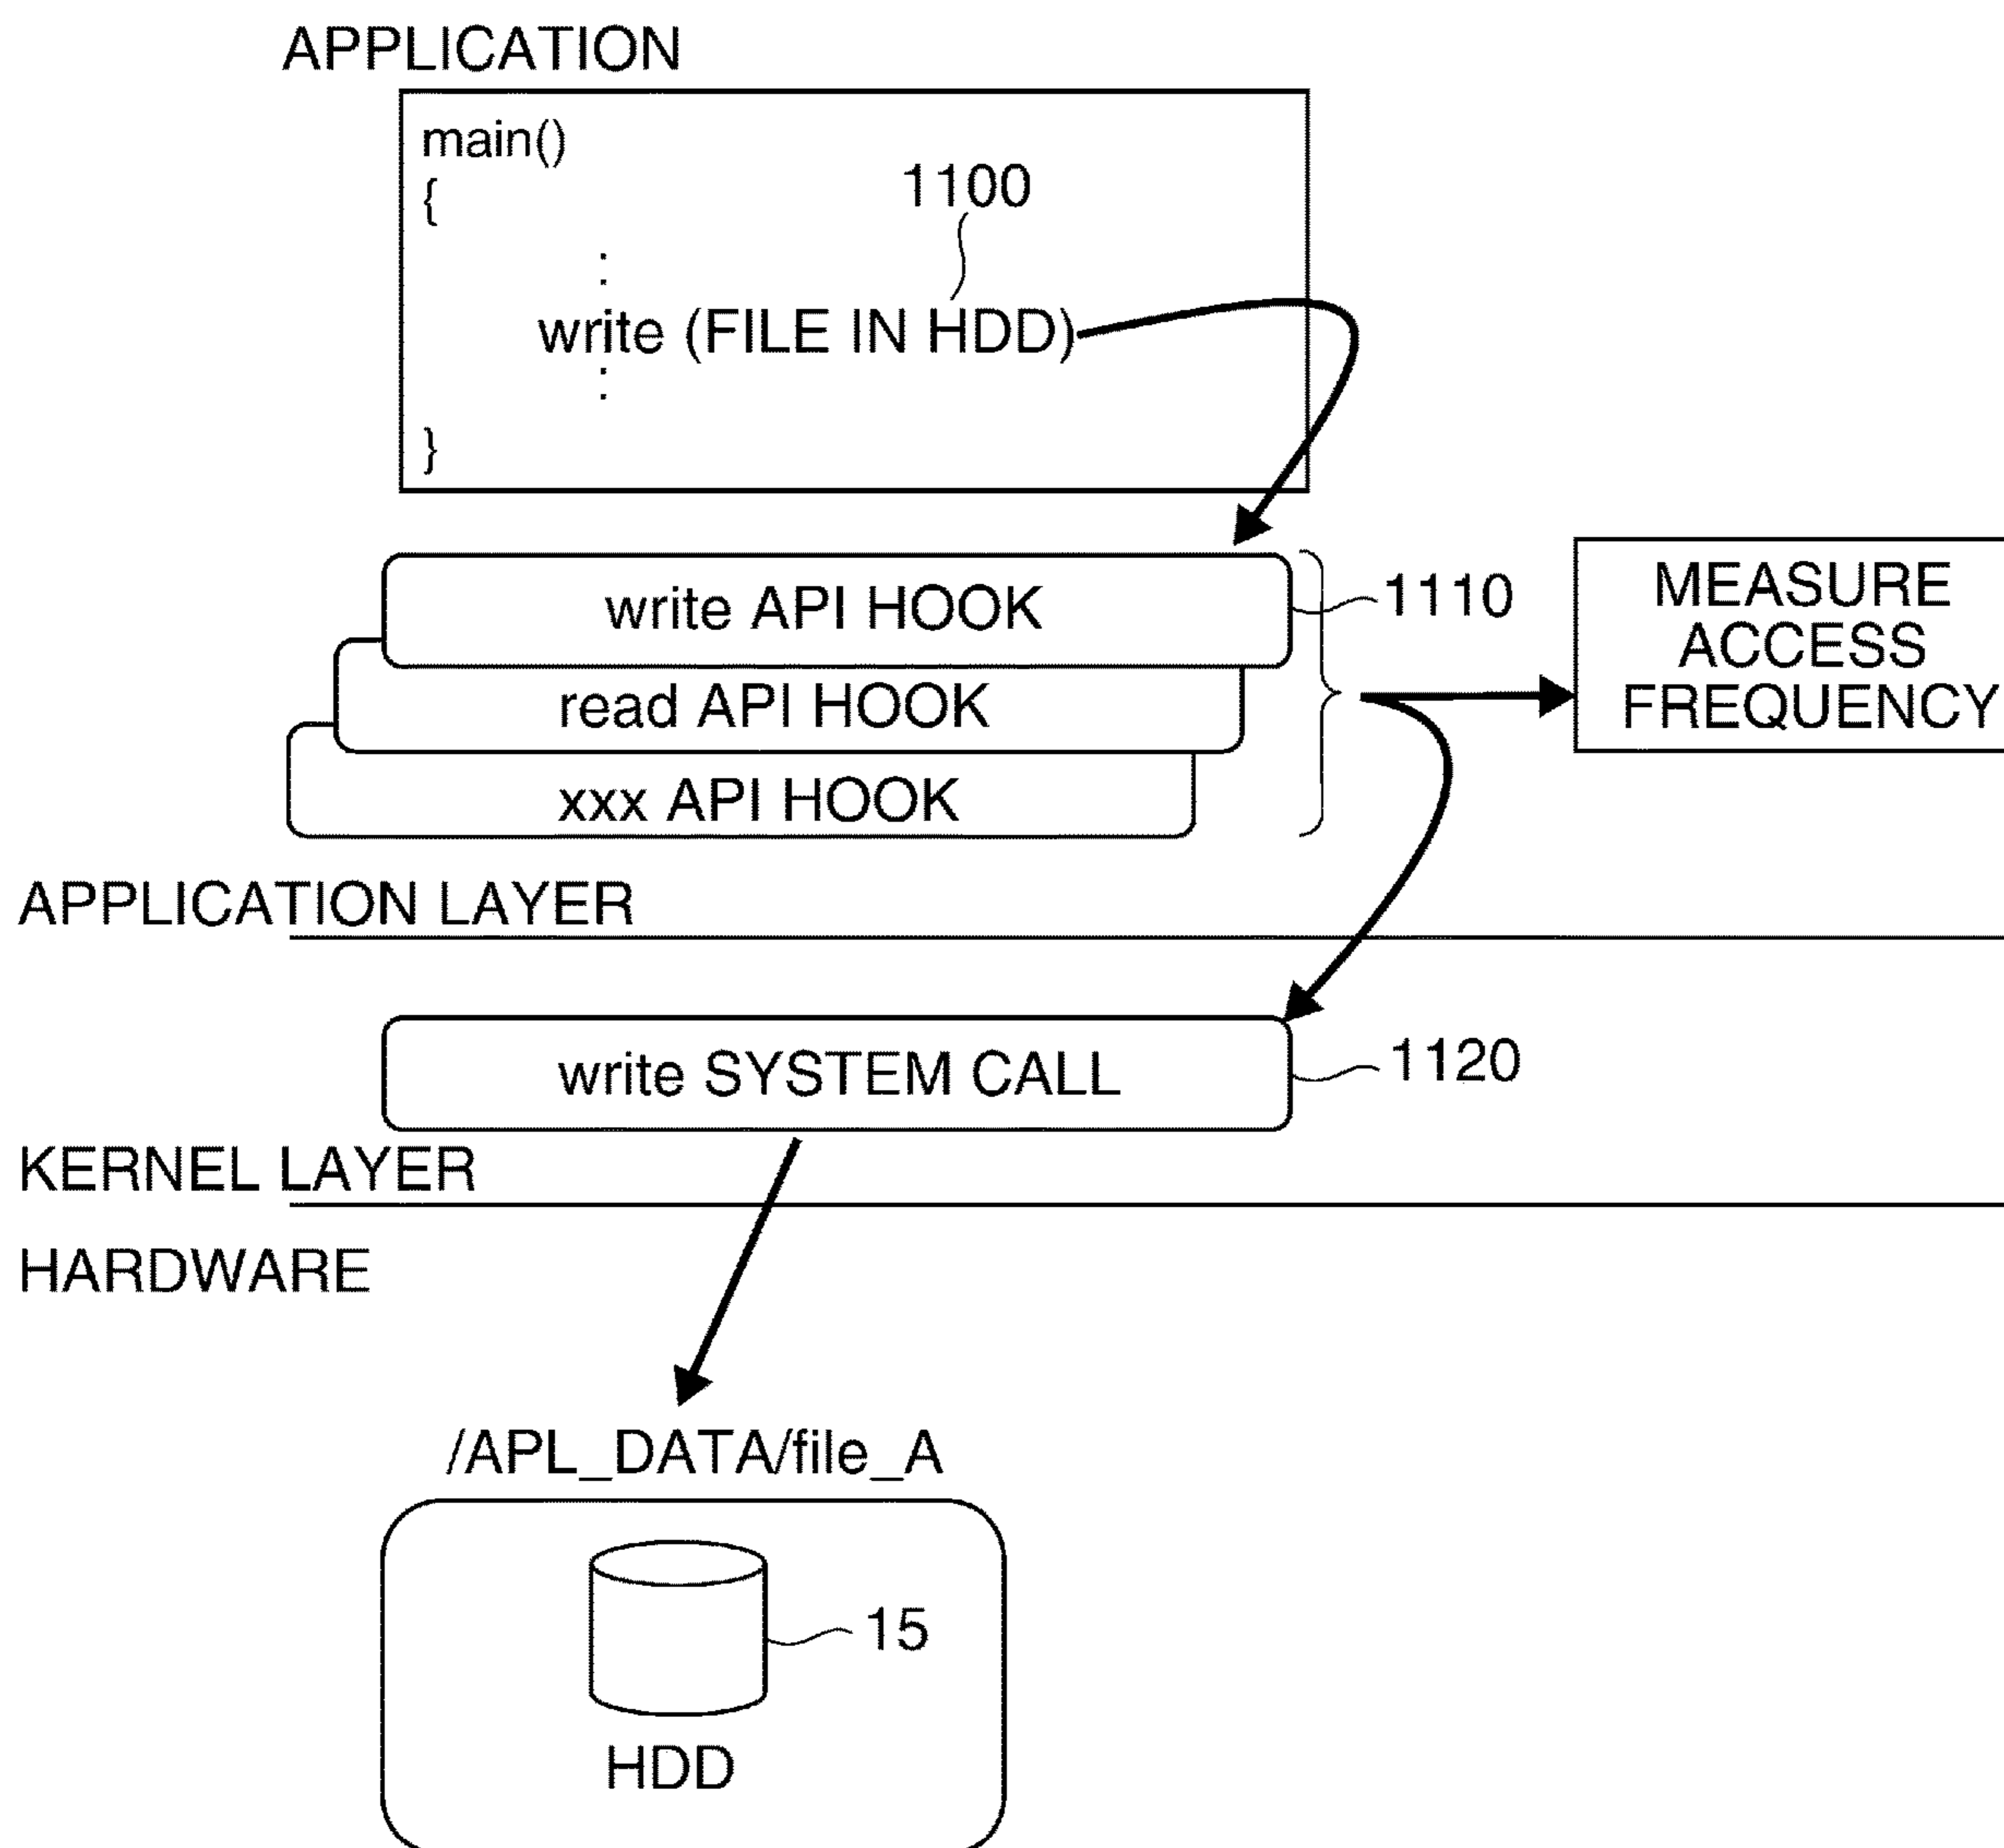 APPLICATION
main()
{
1100
:
write (FILE IN HDD)
:
}
write API HOOK
1110
read API HOOK
xxx API HOOK
MEASURE
ACCESS
FREQUENCY
APPLICATION LAYER
write SYSTEM CALL
1120
KERNEL LAYER
HARDWARE
/APL_DATA/file_A
15
HDD